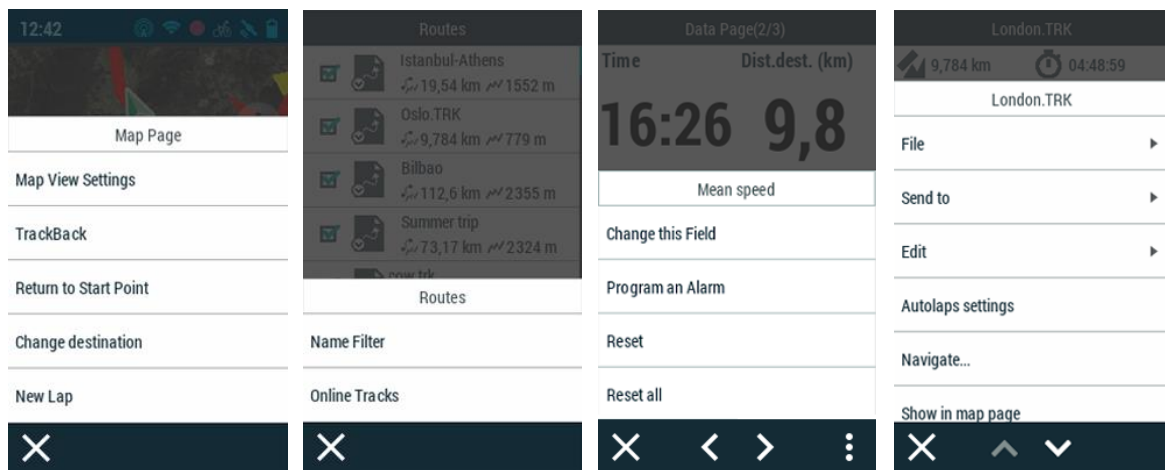 12:42
Map Page
Map View Settings
TrackBack
Return to Start Point
Change destination
New Lap
Routes
Istanbul-Athens
19,54 km 1552 m
Oslo.TRK
9,784 km 779 m
Bilbao
112,6 km 2355 m
Summer trip
73,17 km 2324 m
cow.trk
Routes
Name Filter
Online Tracks
Data Page(2/3)
Time Dist.dest. (km)
16:26 9,8
Mean speed
Change this Field
Program an Alarm
Reset
Reset all
London.TRK
9,784 km 04:48:59
London.TRK
File
Send to
Edit
Autolaps settings
Navigate...
Show in map page